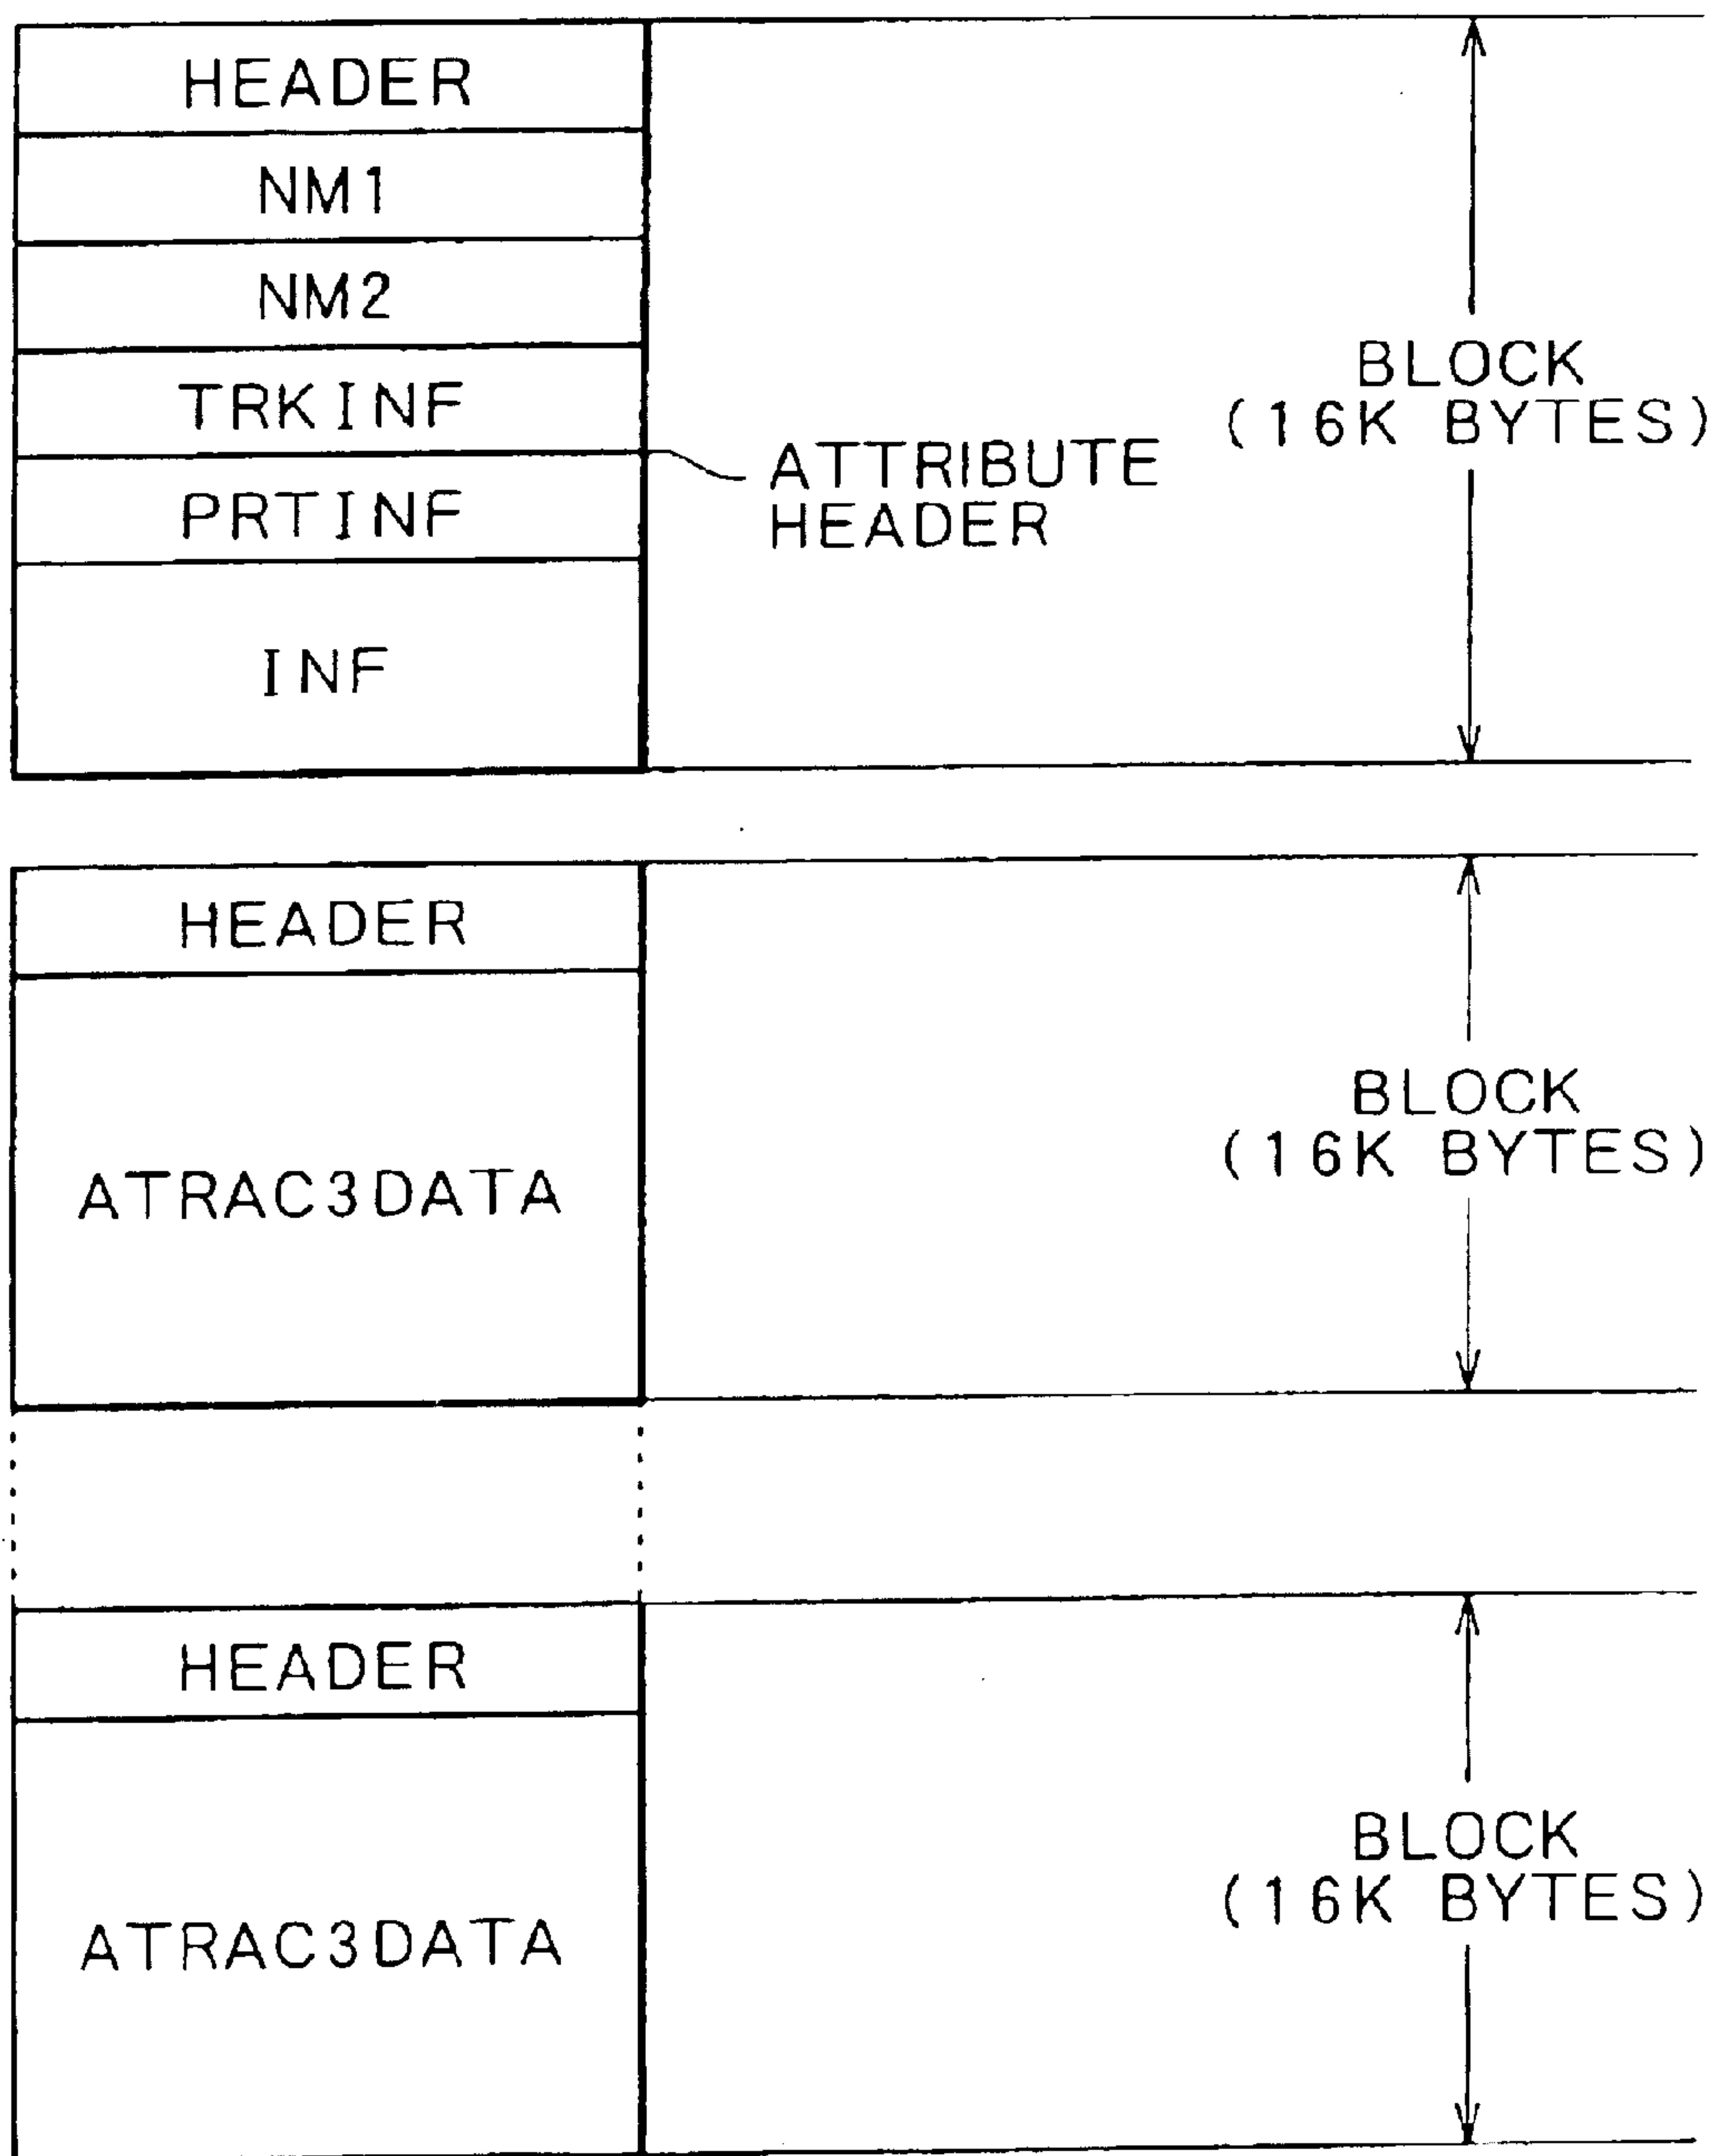 HEADER
NM1
NM2
TRKINF
PRTINF
INF
ATTRIBUTE
HEADER
BLOCK
(16K BYTES)
HEADER
ATRAC3DATA
BLOCK
(16K BYTES)
HEADER
ATRAC3DATA
BLOCK
(16K BYTES)